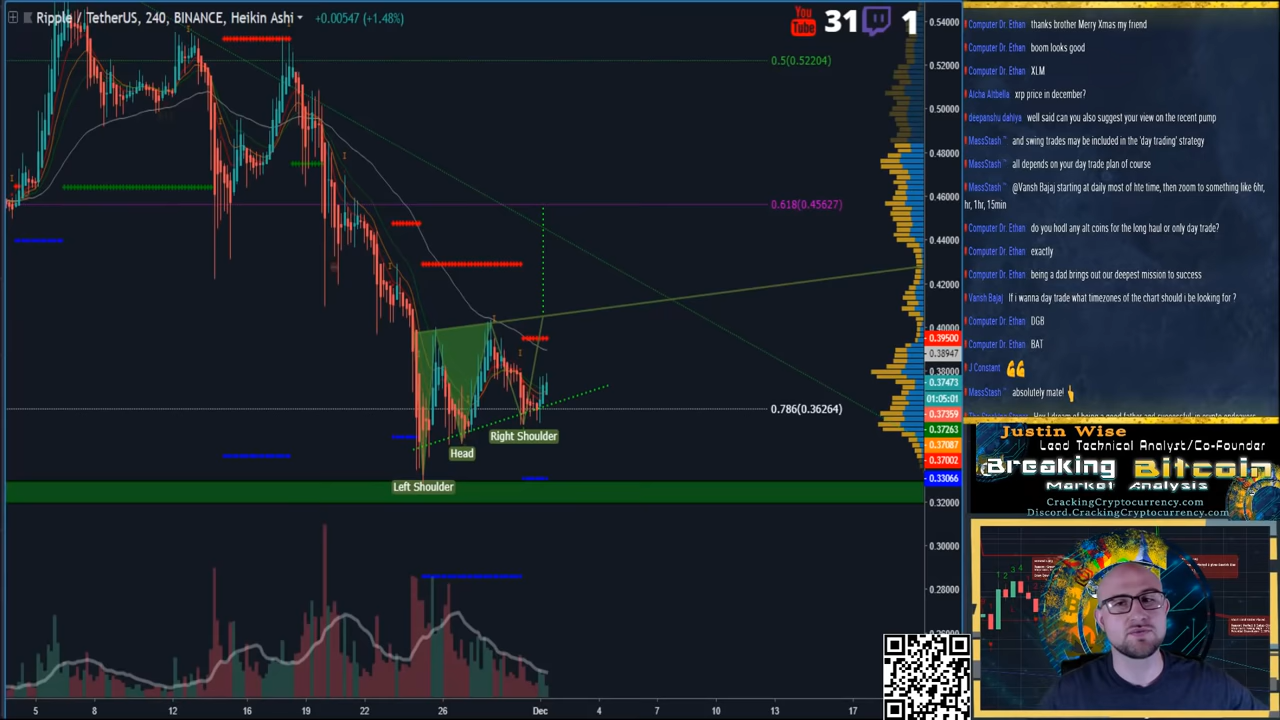 Ripple / TetherUS, 240, BINANCE, Heikin Ashi
+0.00547 (+1.48%)
You
Tube
31
1
0.5(0.52204)
0.618(0.45627)
0.786(0.36264)
Right Shoulder
Head
Left Shoulder
0.54000
0.52000
0.50000
0.48000
0.46000
0.44000
0.42000
0.40000
0.39500
0.38947
0.38000
0.37473
01:05:01
0.37359
0.37263
0.37087
0.37002
0.33066
0.32000
0.30000
0.28000
5
8
12
15
19
22
26
29
Dec
4
7
10
13
17
Computer Dr. Ethan thanks brother Merry Xmas my friend
Computer Dr. Ethan boom looks good
Computer Dr. Ethan XLM
Aicha Aitbella xrp price in december?
deepanshu dahiya well said can you also suggest your view on the recent pump
MassStash ™ and swing trades may be included in the 'day trading' strategy
MassStash ™ all depends on your day trade plan of course
MassStash ™ @Vansh Bajaj starting at daily most of hte time, then zoom to something like 6hr,
hr, 1hr, 15min
Computer Dr. Ethan do you hodl any alt coins for the long haul or only day trade?
Computer Dr. Ethan exactly
Computer Dr. Ethan being a dad brings out our deepest mission to success
Vansh Bajaj If i wanna day trade what timezones of the chart should i be looking for ?
Computer Dr. Ethan DGB
Computer Dr. Ethan BAT
J Constant 💪💪
MassStash ™ absolutely mate! 👆
Justin Wise
Lead Technical Analyst/Co-Founder
Breaking Bitcoin
Market Analysis
CrackingCryptocurrency.com
Discord.CrackingCryptocurrency.com